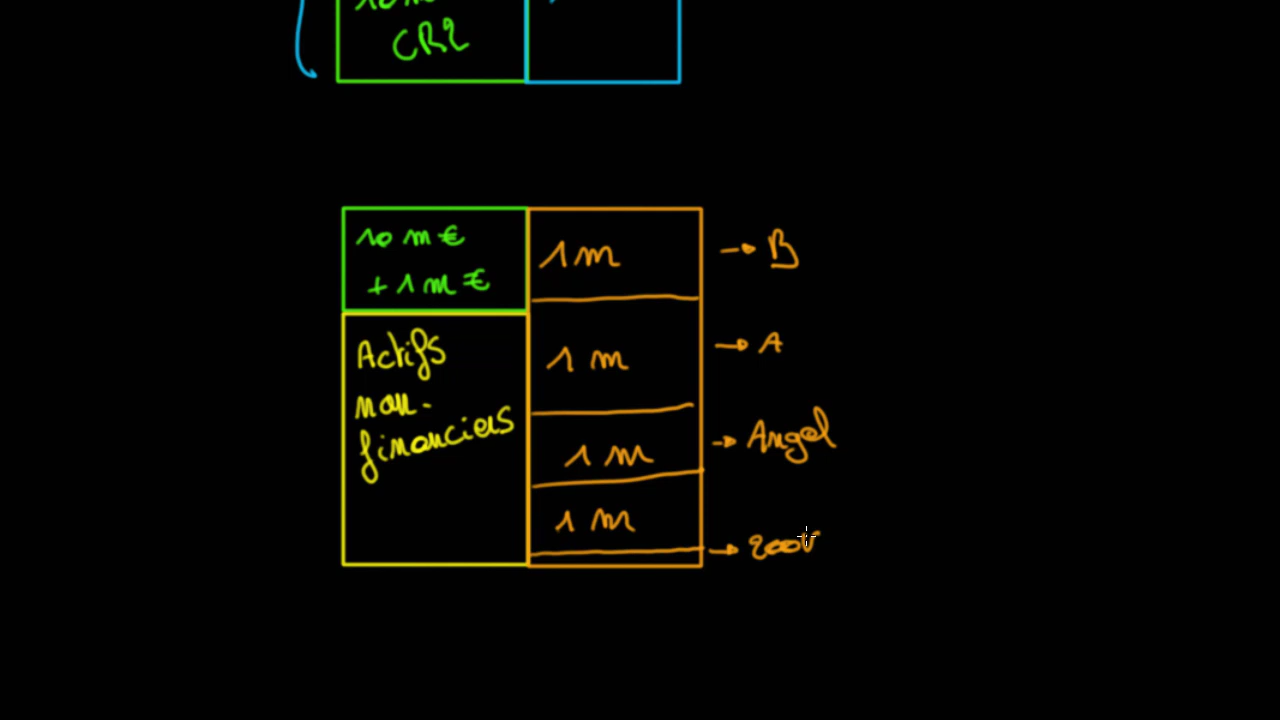 CR2
10 m €
+ 1 m €
1 m
→ B
Actifs
non.
financiers
1 m
→ A
1 m
→ Angel
1 m
→